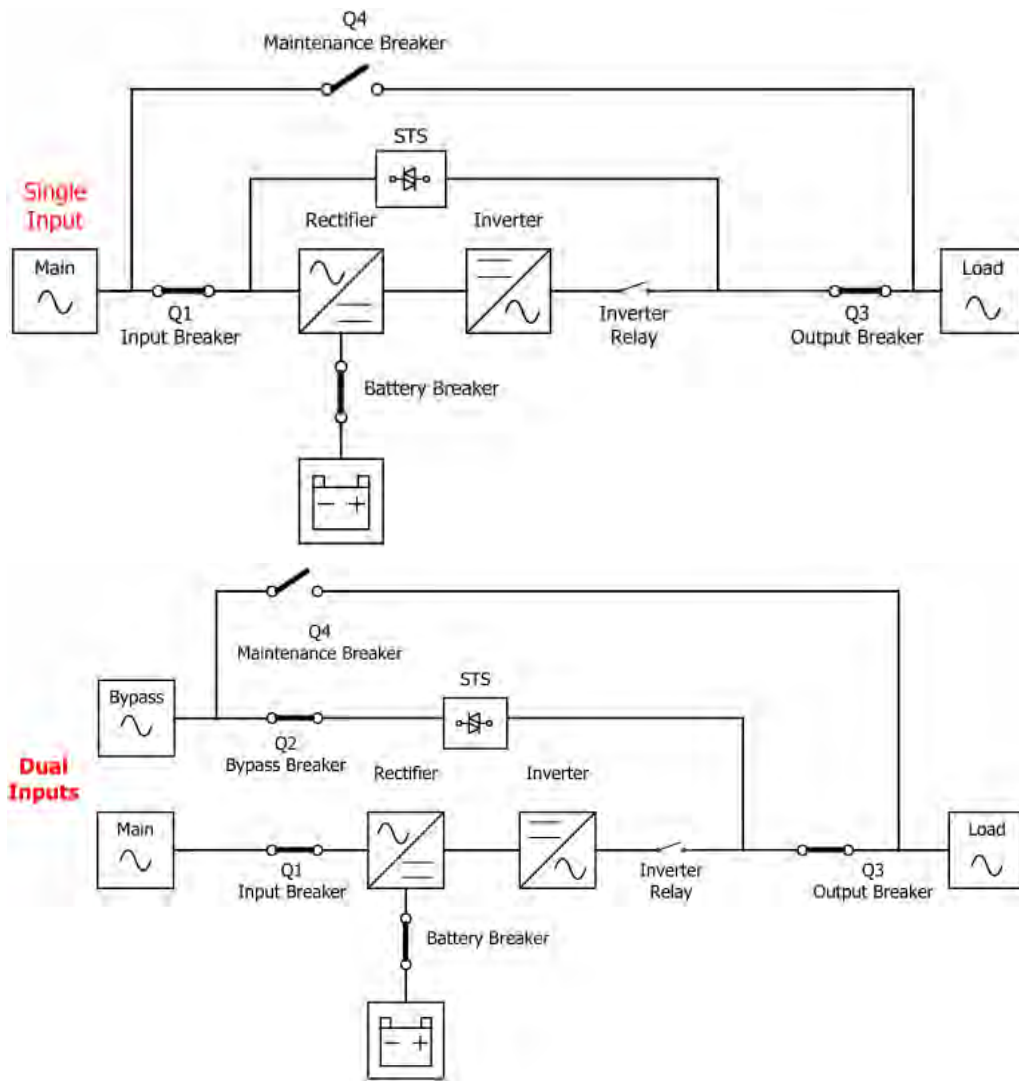 Q4
Maintenance Breaker
STS
Single
Input
Rectifier
Inverter
Main
Load
Q1
Input Breaker
Inverter
Relay
Q3
Output Breaker
Battery Breaker
Q4
Maintenance Breaker
Bypass
STS
Q2
Bypass Breaker
Dual
Inputs
Rectifier
Inverter
Main
Load
Q1
Input Breaker
Inverter
Relay
Q3
Output Breaker
Battery Breaker